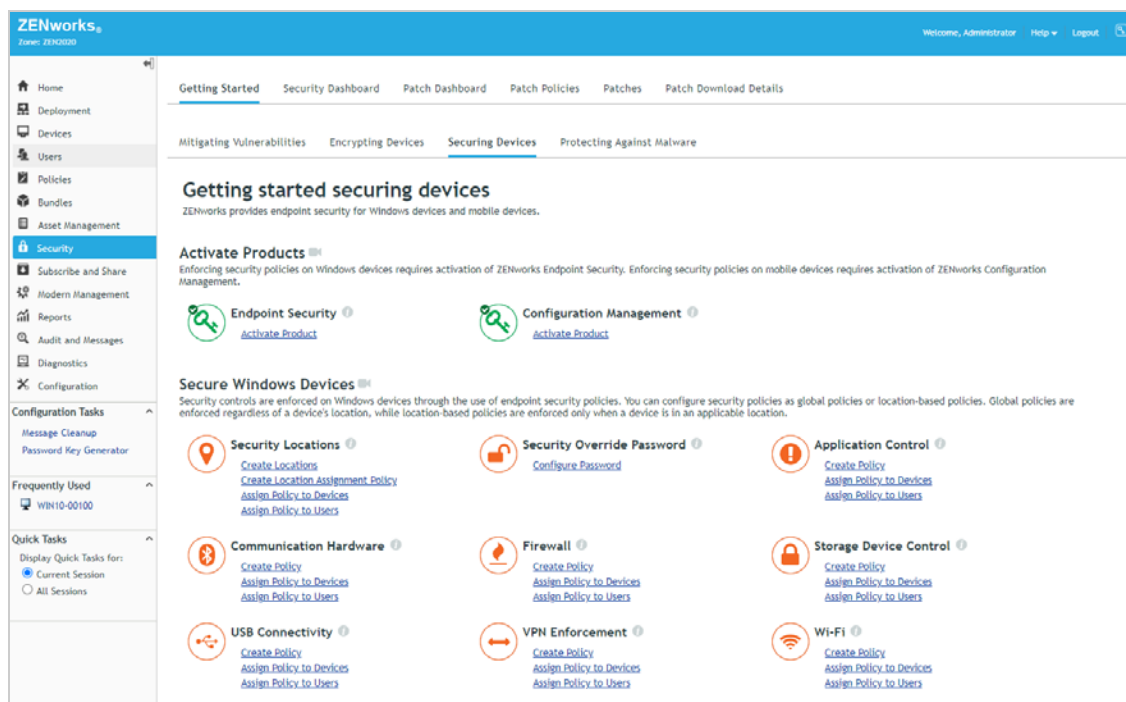 ZENworks®
Zone: ZEN2020
Welcome, Administrator Help Logout
Home
Deployment
Devices
Users
Policies
Bundles
Asset Management
Security
Subscribe and Share
Modern Management
Reports
Audit and Messages
Diagnostics
Configuration
Configuration Tasks
Message Cleanup
Password Key Generator
Frequently Used
WIN10-00100
Quick Tasks
Display Quick Tasks for:
Current Session
All Sessions
Getting Started Security Dashboard Patch Dashboard Patch Policies Patches Patch Download Details
Mitigating Vulnerabilities Encrypting Devices Securing Devices Protecting Against Malware
Getting started securing devices
ZENworks provides endpoint security for Windows devices and mobile devices.
Activate Products
Enforcing security policies on Windows devices requires activation of ZENworks Endpoint Security. Enforcing security policies on mobile devices requires activation of ZENworks Configuration
Management.
Endpoint Security
Activate Product
Configuration Management
Activate Product
Secure Windows Devices
Security controls are enforced on Windows devices through the use of endpoint security policies. You can configure security policies as global policies or location-based policies. Global policies are
enforced regardless of a device's location, while location-based policies are enforced only when a device is in an applicable location.
Security Locations
Create Locations
Create Location Assignment Policy
Assign Policy to Devices
Assign Policy to Users
Security Override Password
Configure Password
Application Control
Create Policy
Assign Policy to Devices
Assign Policy to Users
Communication Hardware
Create Policy
Assign Policy to Devices
Assign Policy to Users
Firewall
Create Policy
Assign Policy to Devices
Assign Policy to Users
Storage Device Control
Create Policy
Assign Policy to Devices
Assign Policy to Users
USB Connectivity
Create Policy
Assign Policy to Devices
Assign Policy to Users
VPN Enforcement
Create Policy
Assign Policy to Devices
Assign Policy to Users
Wi-Fi
Create Policy
Assign Policy to Devices
Assign Policy to Users